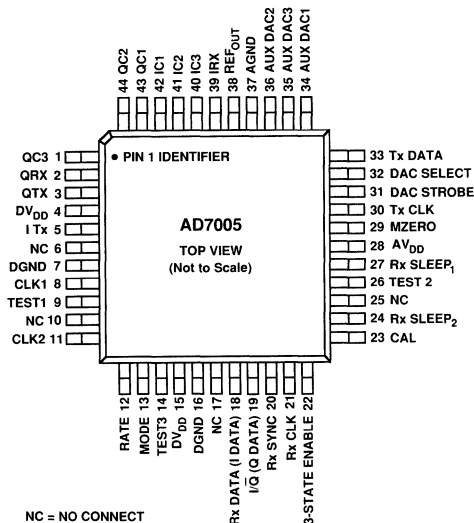 44 QC2
43 QC1
42 IC1
41 IC2
40 IC3
39 IRX
38 REFOUT
37 AGND
36 AUX DAC2
35 AUX DAC3
34 AUX DAC1
QC3 1
QRX 2
QTX 3
DVDD 4
I Tx 5
NC 6
DGND 7
CLK1 8
TEST1 9
NC 10
CLK2 11
• PIN 1 IDENTIFIER
AD7005
TOP VIEW
(Not to Scale)
33 Tx DATA
32 DAC SELECT
31 DAC STROBE
30 Tx CLK
29 MZERO
28 AVDD
27 Rx SLEEP1
26 TEST 2
25 NC
24 Rx SLEEP2
23 CAL
RATE 12
MODE 13
TEST3 14
DVDD 15
DGND 16
NC 17
Rx DATA (I DATA) 18
I/Q̅ (Q DATA) 19
Rx SYNC 20
Rx CLK 21
3-STATE ENABLE 22
NC = NO CONNECT